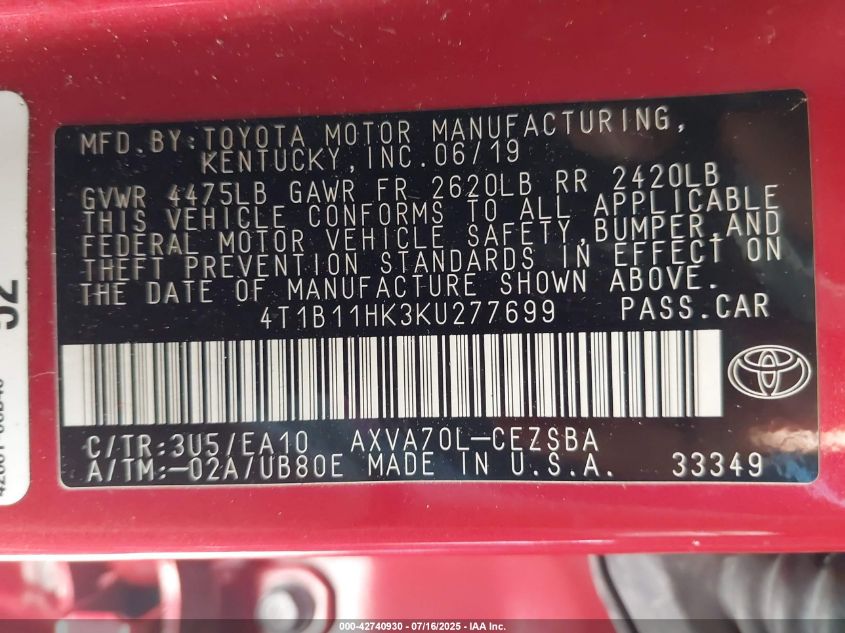 MFD.BY:TOYOTA MOTOR MANUFACTURING,
KENTUCKY,INC.06/19
GVWR 4475LB GAWR FR 2620LB RR 2420LB
THIS VEHICLE CONFORMS TO ALL APPLICABLE
FEDERAL MOTOR VEHICLE SAFETY,BUMPER,AND
THEFT PREVENTION STANDARDS IN EFFECT ON
THE DATE OF MANUFACTURE SHOWN ABOVE.
4T1B11HK3KU277699 PASS.CAR
C/TR:3U5/EA10 AXVA70L-CEZSBA
A/TM:-02A/UB80E MADE IN U.S.A. 33349
52
000-42740930 - 07/16/2025 - IAA Inc.